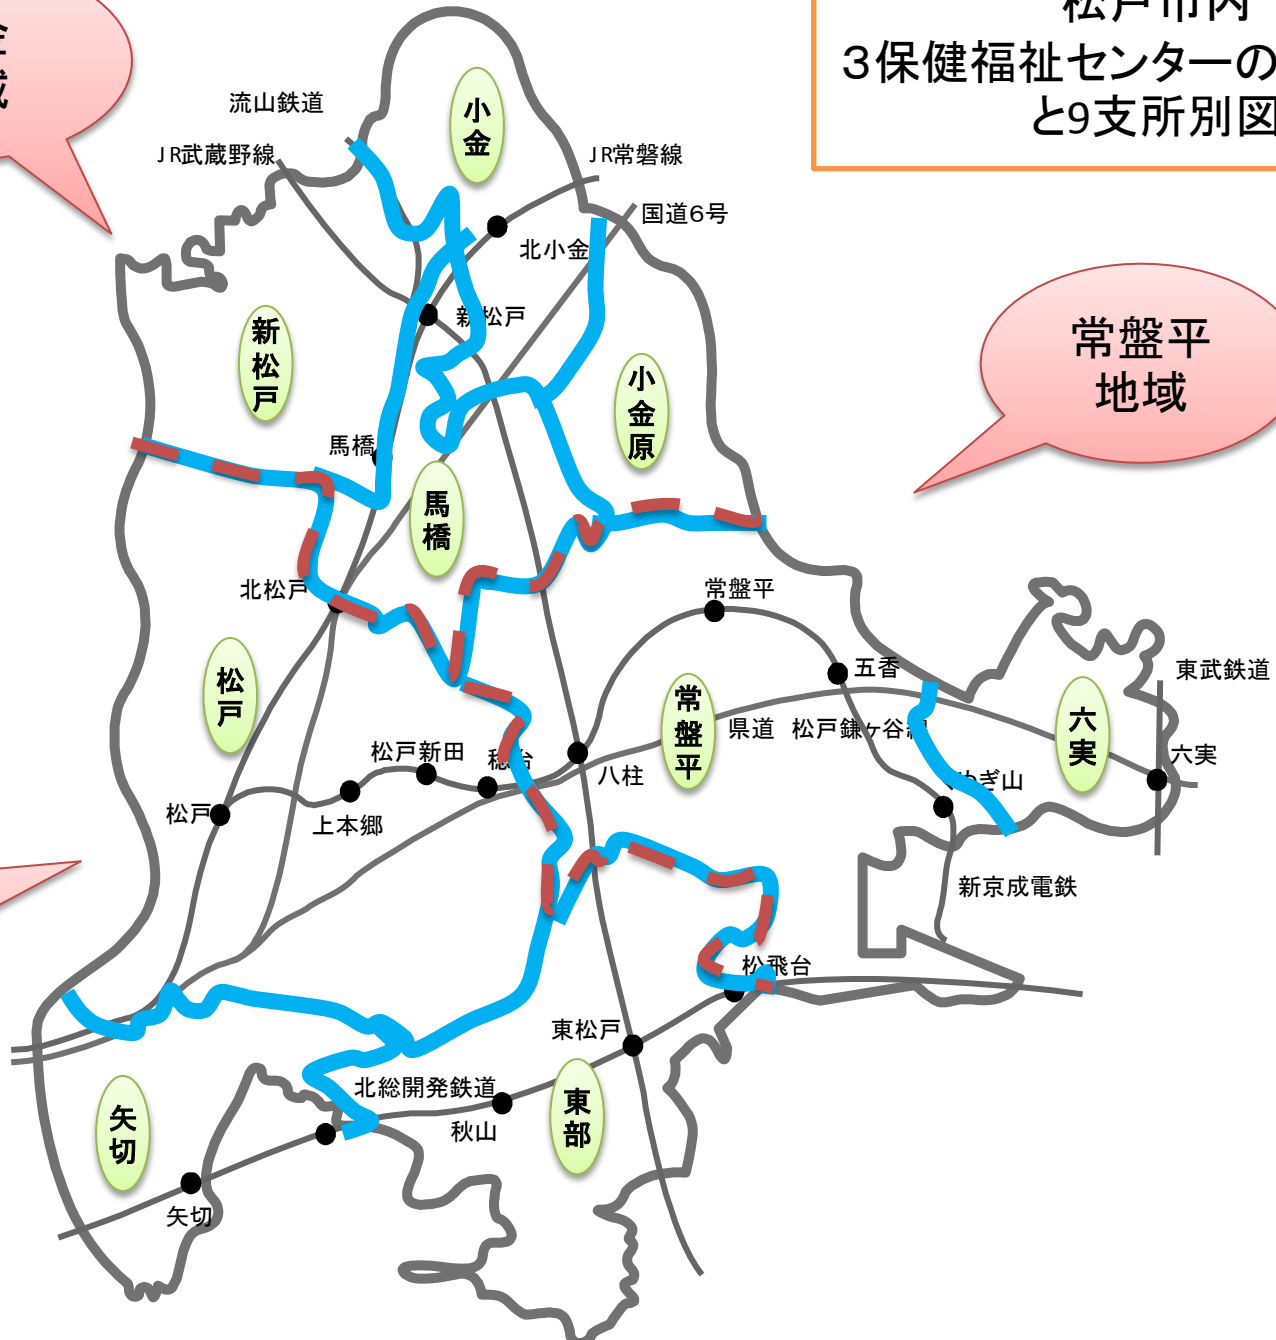 松戸市内
3保健福祉センターの
と9支所別図
域
流山鉄道
小金
JR武蔵野線
JR常磐線
国道6号
北小金
新松戸
新松戸
常盤平
地域
小金原
馬橋
馬橋
北松戸
常盤平
五香
東武鉄道
松戸
常盤平
六実
県道 松戸鎌ヶ谷線
六実
松戸新田
稔台
八柱
松戸
上本郷
新京成電鉄
松飛台
東松戸
北総開発鉄道
秋山
東部
矢切
矢切